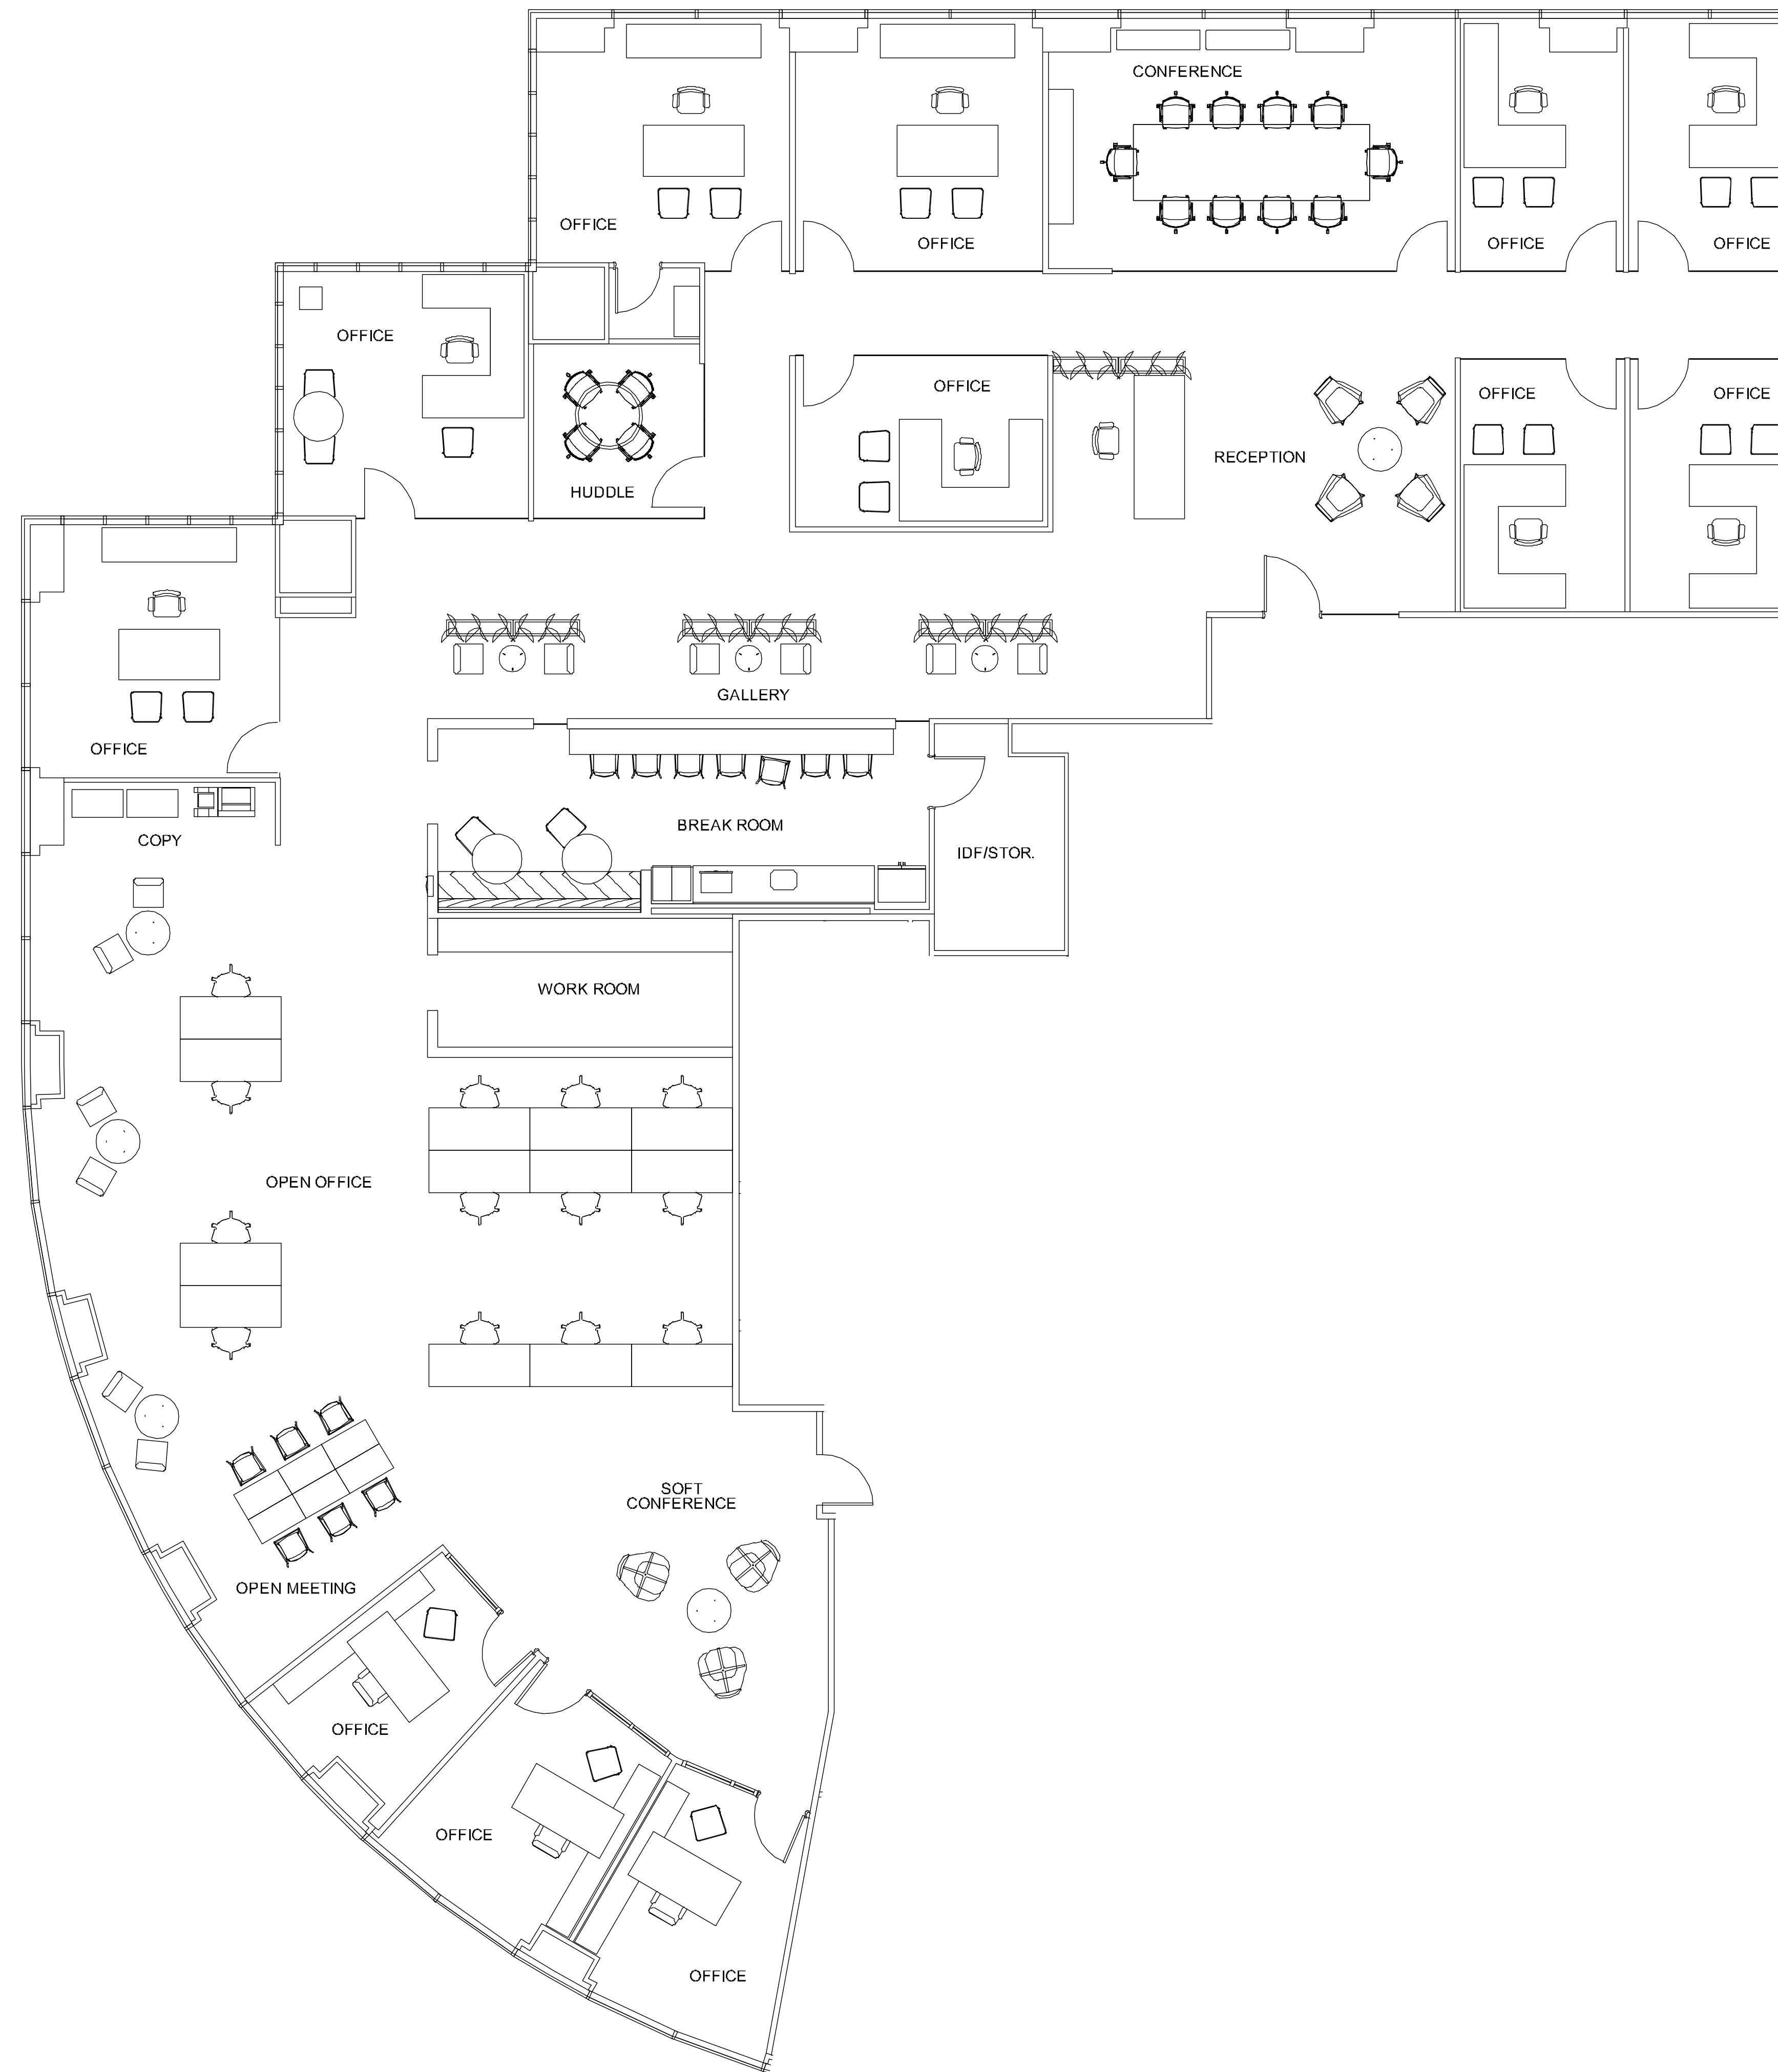 CONFERENCE
OFFICE
OFFICE
OFFICE
OFFICE
OFFICE
OFFICE
OFFICE
OFFICE
RECEPTION
HUDDLE
GALLERY
OFFICE
BREAK ROOM
COPY
IDF/STOR.
WORK ROOM
OPEN OFFICE
SOFT
CONFERENCE
OPEN MEETING
OFFICE
OFFICE
OFFICE